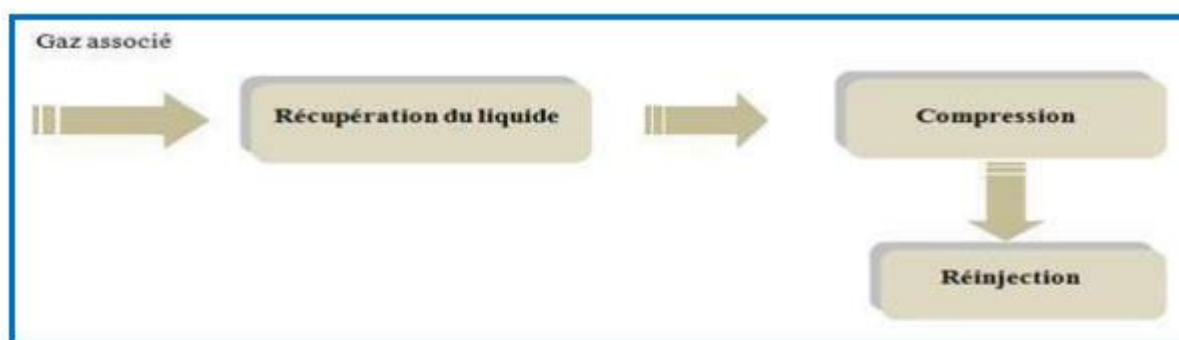 Gaz associé
Récupération du liquide
Compression
Réinjection